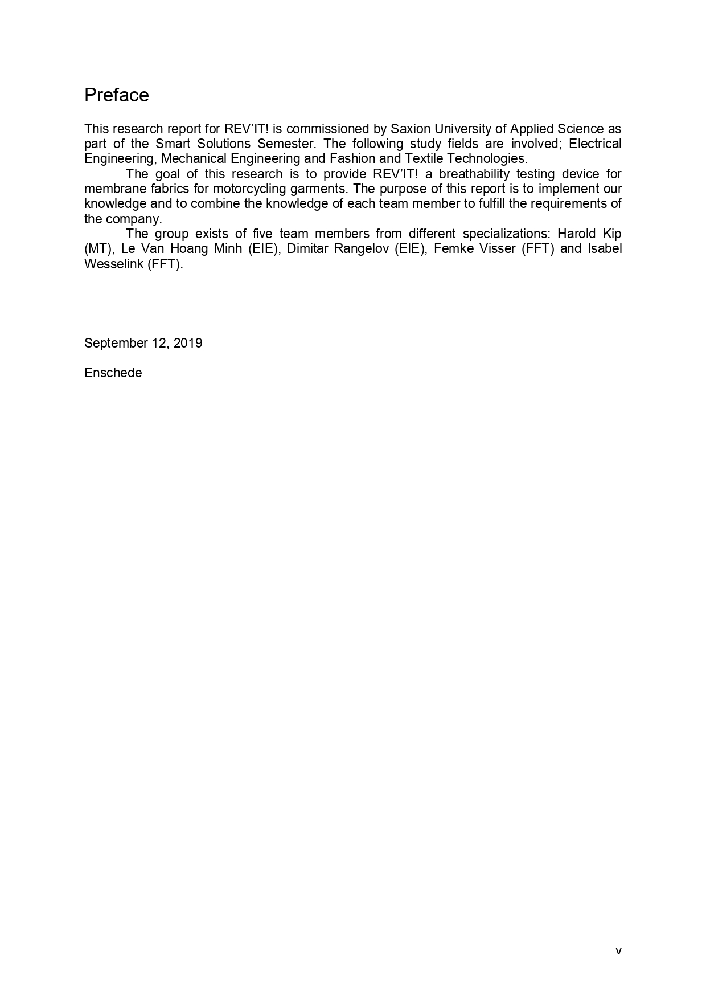 Preface
This research report for REV’IT! is commissioned by Saxion University of Applied Science as
part of the Smart Solutions Semester. The following study fields are involved; Electrical
Engineering, Mechanical Engineering and Fashion and Textile Technologies.
The goal of this research is to provide REV’IT! a breathability testing device for
membrane fabrics for motorcycling garments. The purpose of this report is to implement our
knowledge and to combine the knowledge of each team member to fulfill the requirements of
the company.
The group exists of five team members from different specializations: Harold Kip
(MT), Le Van Hoang Minh (EIE), Dimitar Rangelov (EIE), Femke Visser (FFT) and Isabel
Wesselink (FFT).
September 12, 2019
Enschede
v